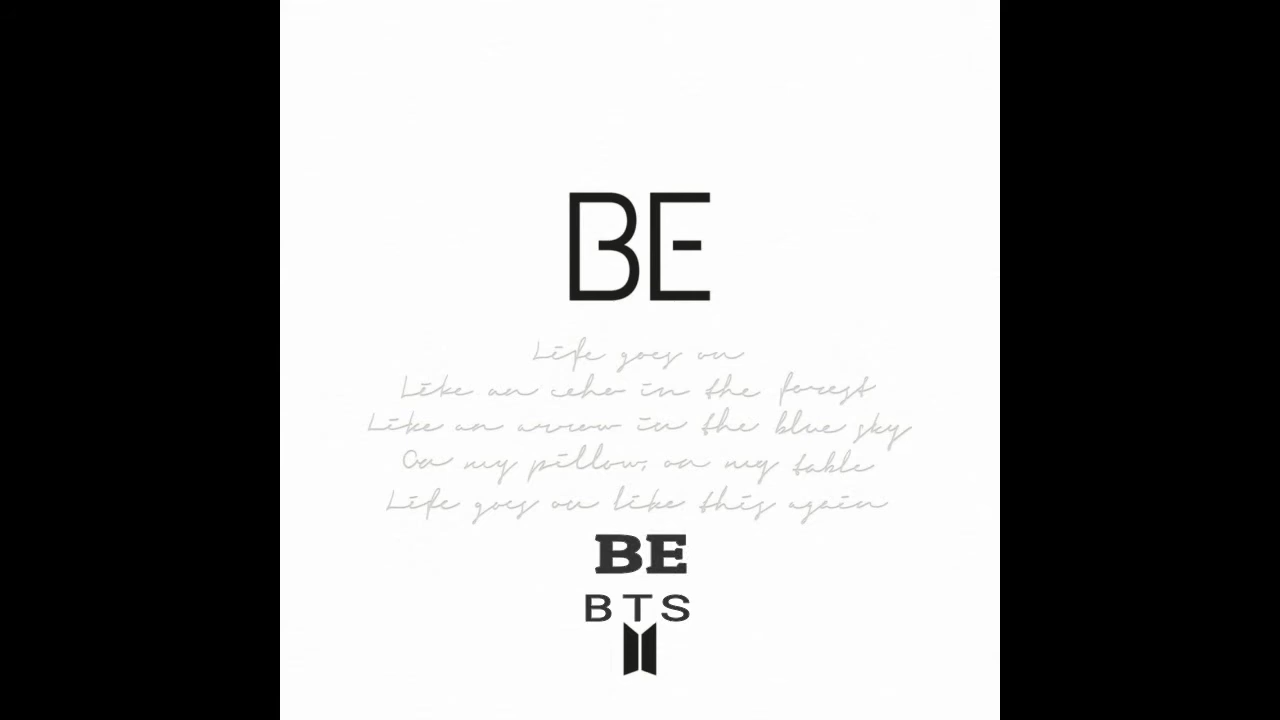 BE
Life goes on
Like an echo in the forest
Like an arrow in the blue sky
On my pillow, on my table
Life goes on like this again
BE
BTS